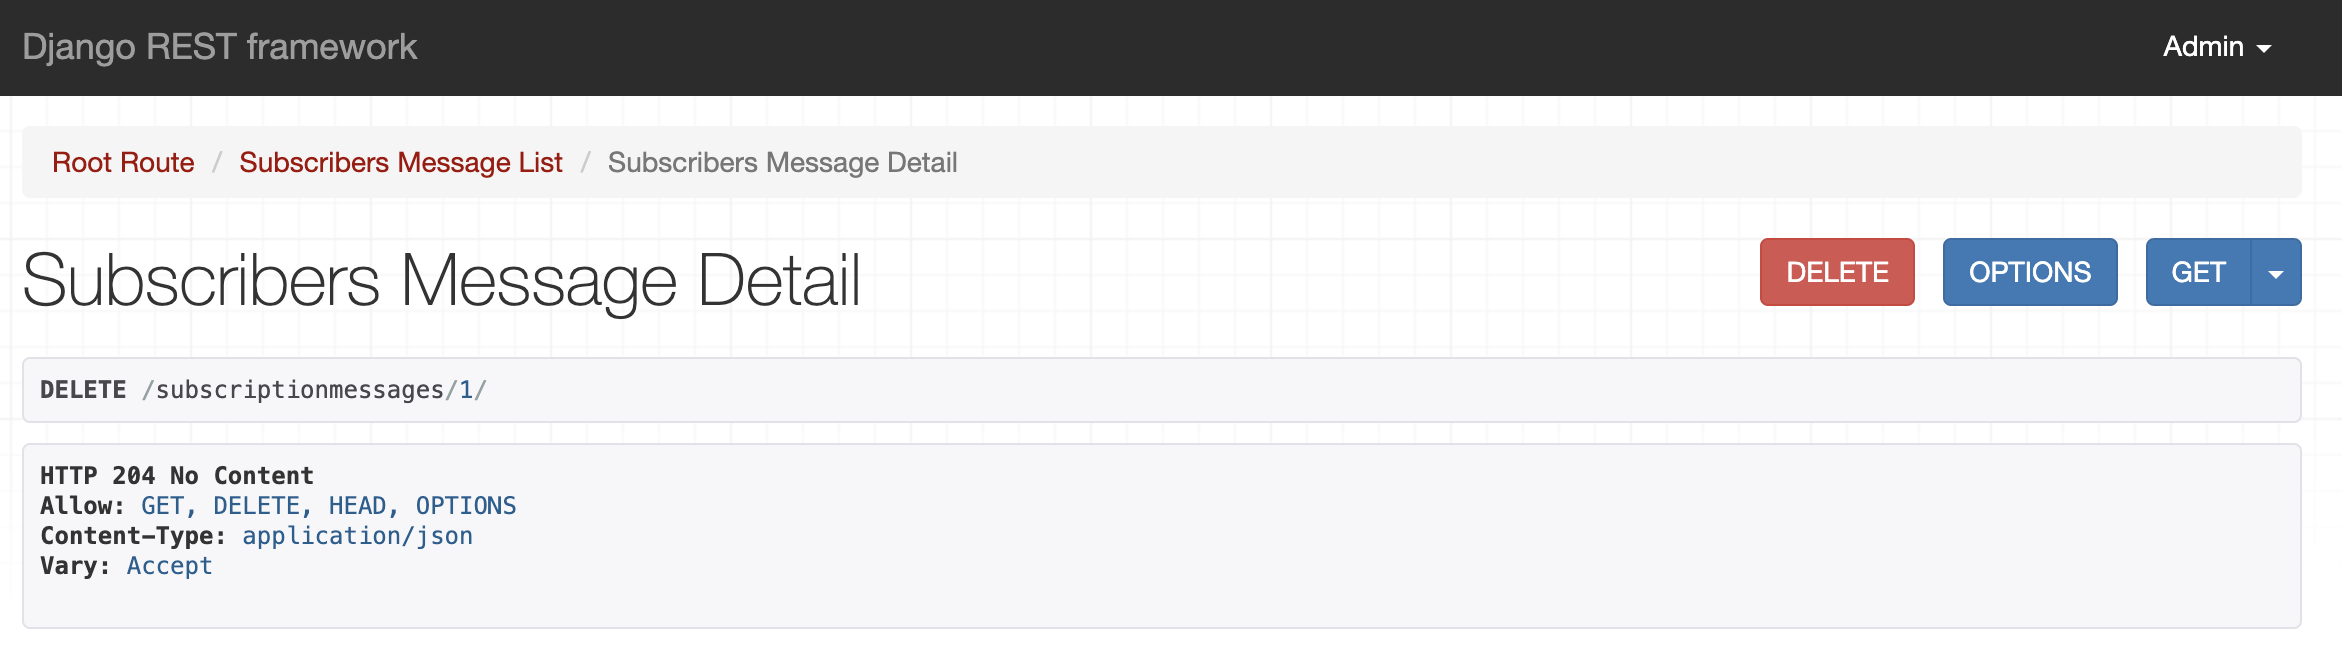 Django REST framework
Admin
Root Route / Subscribers Message List / Subscribers Message Detail
Subscribers Message Detail
DELETE
OPTIONS
GET
DELETE /subscriptionmessages/1/
HTTP 204 No Content
Allow: GET, DELETE, HEAD, OPTIONS
Content-Type: application/json
Vary: Accept